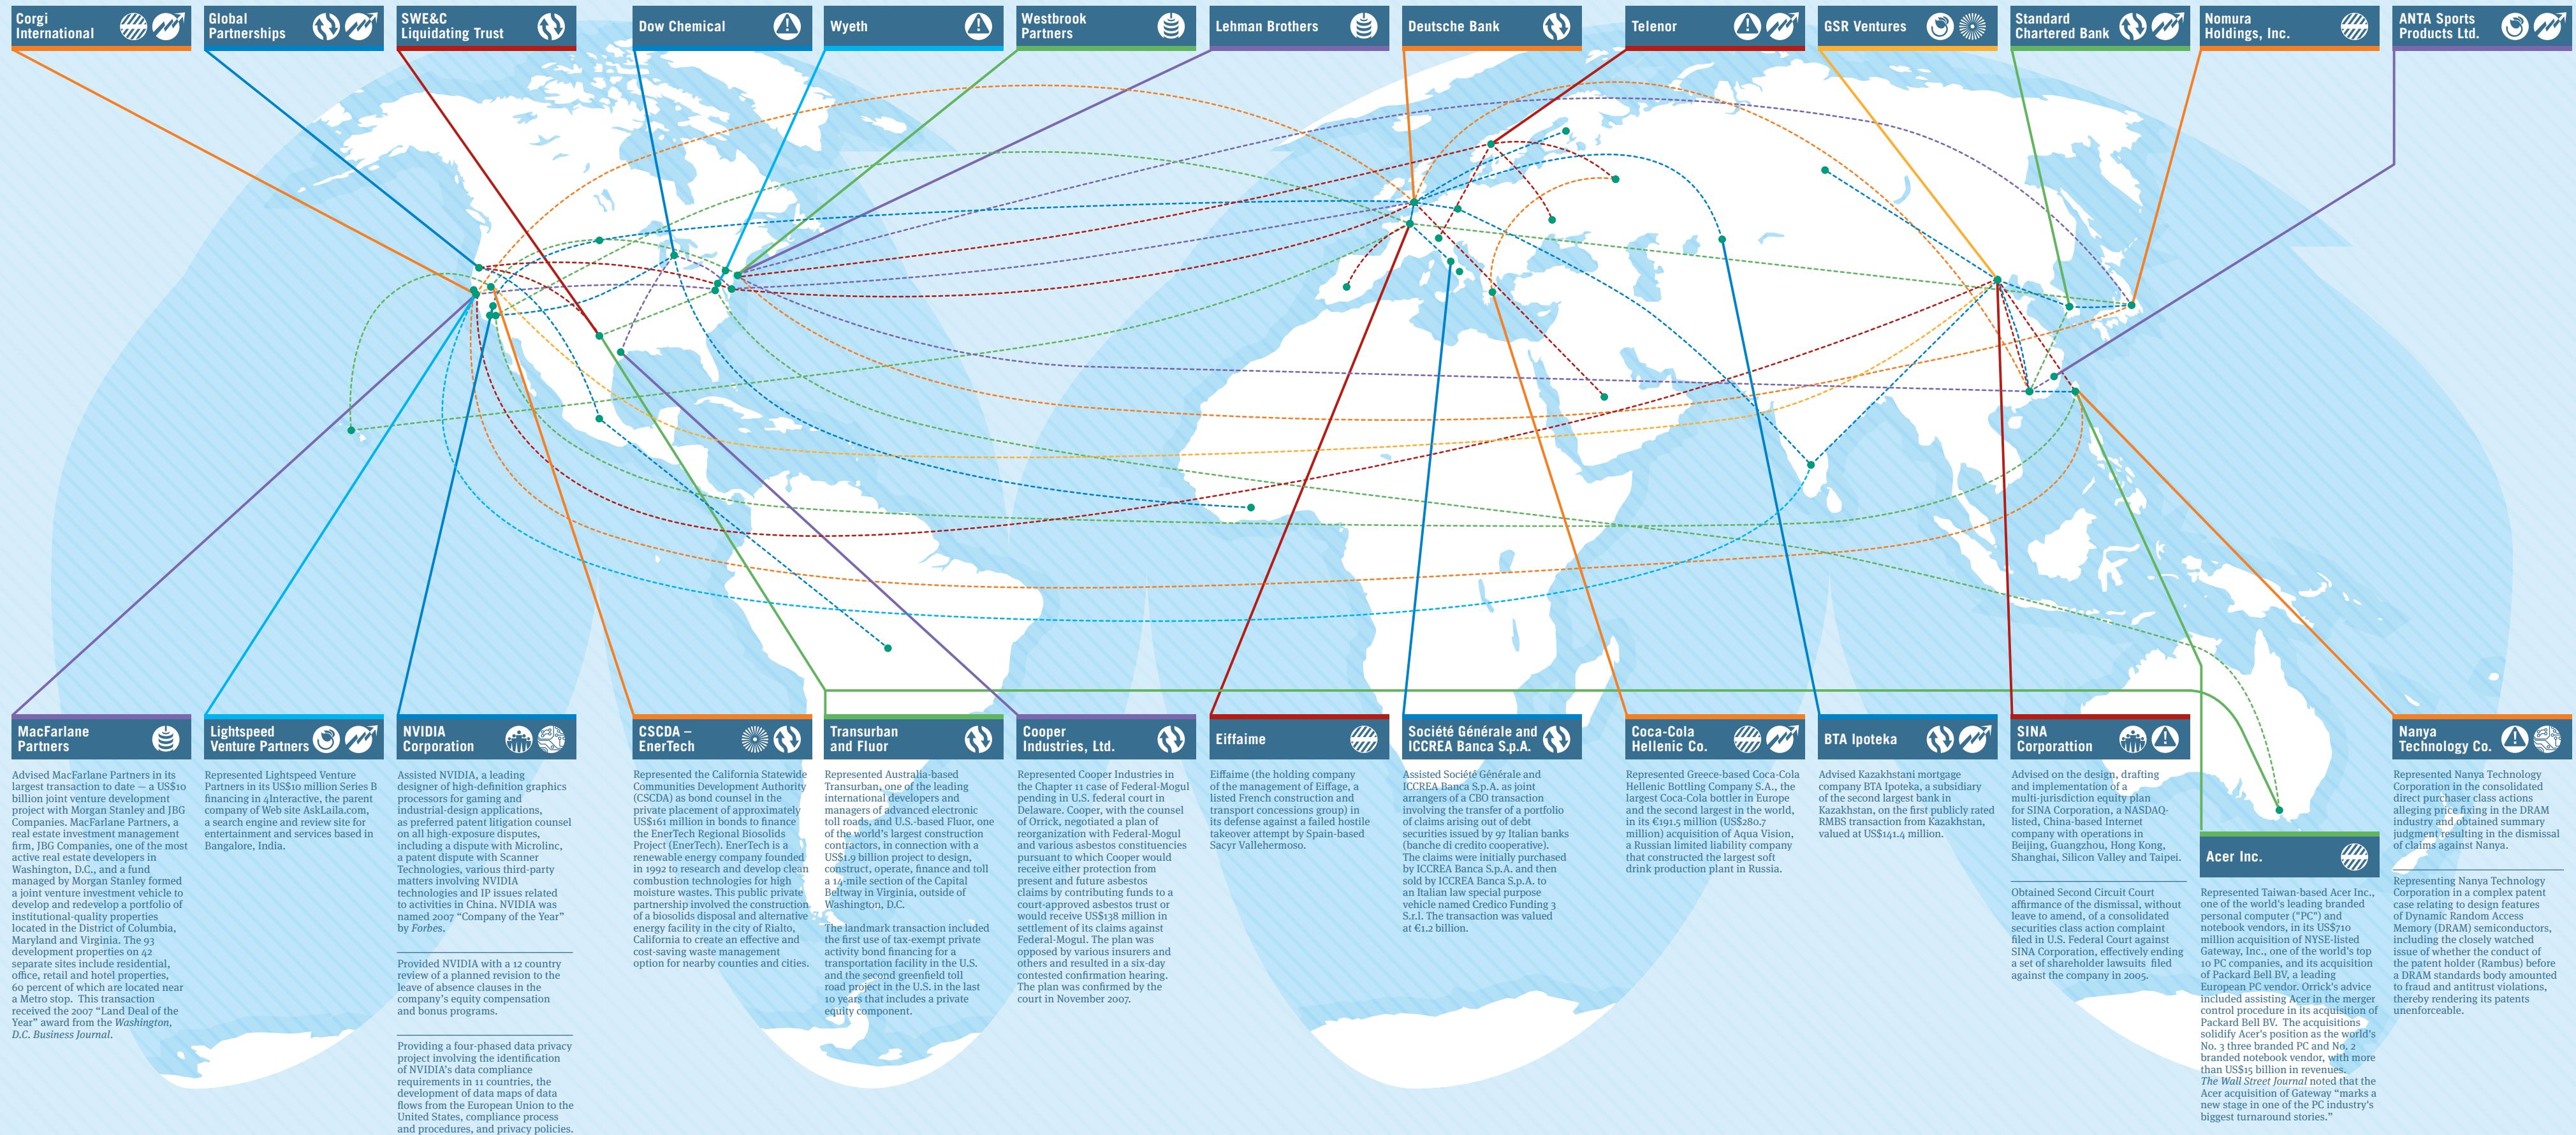 Corgi
International
Global
Partnerships
SWE&C
Liquidating Trust
Dow Chemical
Wyeth
Westbrook
Partners
Lehman Brothers
Deutsche Bank
Telenor
GSR Ventures
Standard
Chartered Bank
Nomura
Holdings, Inc.
ANTA Sports
Products Ltd.
MacFarlane
Partners
Advised MacFarlane Partners in its
largest transaction to date — a US$10
billion joint venture development
project with Morgan Stanley and JBG
Companies. MacFarlane Partners, a
real estate investment management
firm, JBG Companies, one of the most
active real estate developers in
Washington, D.C., and a fund
managed by Morgan Stanley formed
a joint venture investment vehicle to
develop and redevelop a portfolio of
institutional-quality properties
located in the District of Columbia,
Maryland and Virginia. The 93
development properties on 42
separate sites include residential,
office, retail and hotel properties,
60 percent of which are located near
a Metro stop. This transaction
received the 2007 “Land Deal of the
Year” award from the Washington,
D.C. Business Journal.
Lightspeed
Venture Partners
Represented Lightspeed Venture
Partners in its US$10 million Series B
financing in 4Interactive, the parent
company of Web site AskLaila.com,
a search engine and review site for
entertainment and services based in
Bangalore, India.
NVIDIA
Corporation
Assisted NVIDIA, a leading
designer of high-definition graphics
processors for gaming and
industrial-design applications,
as preferred patent litigation counsel
on all high-exposure disputes,
including a dispute with Microlinc,
a patent dispute with Scanner
Technologies, various third-party
matters involving NVIDIA
technologies and IP issues related
to activities in China. NVIDIA was
named 2007 “Company of the Year”
by Forbes.
Provided NVIDIA with a 12 country
review of a planned revision to the
leave of absence clauses in the
company's equity compensation
and bonus programs.
Providing a four-phased data privacy
project involving the identification
of NVIDIA's data compliance
requirements in 11 countries, the
development of data maps of data
flows from the European Union to the
United States, compliance process
and procedures, and privacy policies.
CSCDA –
EnerTech
Represented the California Statewide
Communities Development Authority
(CSCDA) as bond counsel in the
private placement of approximately
US$161 million in bonds to finance
the EnerTech Regional Biosolids
Project (EnerTech). EnerTech is a
renewable energy company founded
in 1992 to research and develop clean
combustion technologies for high
moisture wastes. This public private
partnership involved the construction
of a biosolids disposal and alternative
energy facility in the city of Rialto,
California to create an effective and
cost-saving waste management
option for nearby counties and cities.
Transurban
and Fluor
Represented Australia-based
Transurban, one of the leading
international developers and
managers of advanced electronic
toll roads, and U.S.-based Fluor, one
of the world's largest construction
contractors, in connection with a
US$1.9 billion project to design,
construct, operate, finance and toll
a 14-mile section of the Capital
Beltway in Virginia, outside of
Washington, D.C.
The landmark transaction included
the first use of tax-exempt private
activity bond financing for a
transportation facility in the U.S.
and the second greenfield toll
road project in the U.S. in the last
10 years that includes a private
equity component.
Cooper
Industries, Ltd.
Represented Cooper Industries in
the Chapter 11 case of Federal-Mogul
pending in U.S. federal court in
Delaware. Cooper, with the counsel
of Orrick, negotiated a plan of
reorganization with Federal-Mogul
and various asbestos constituencies
pursuant to which Cooper would
receive either protection from
present and future asbestos
claims by contributing funds to a
court-approved asbestos trust or
would receive US$138 million in
settlement of its claims against
Federal-Mogul. The plan was
opposed by various insurers and
others and resulted in a six-day
contested confirmation hearing.
The plan was confirmed by the
court in November 2007.
Eiffaime
Eiffaime (the holding company
of the management of Eiffage, a
listed French construction and
transport concessions group) in
its defense against a failed hostile
takeover attempt by Spain-based
Sacyr Vallehermoso.
Société Générale and
ICCREA Banca S.p.A.
Assisted Société Générale and
ICCREA Banca S.p.A. as joint
arrangers of a CBO transaction
involving the transfer of a portfolio
of claims arising out of debt
securities issued by 97 Italian banks
(banche di credito cooperative).
The claims were initially purchased
by ICCREA Banca S.p.A. and then
sold by ICCREA Banca S.p.A. to
an Italian law special purpose
vehicle named Credico Funding 3
S.r.l. The transaction was valued
at €1.2 billion.
Coca-Cola
Hellenic Co.
Represented Greece-based Coca-Cola
Hellenic Bottling Company S.A., the
largest Coca-Cola bottler in Europe
and the second largest in the world,
in its €191.5 million (US$280.7
million) acquisition of Aqua Vision,
a Russian limited liability company
that constructed the largest soft
drink production plant in Russia.
BTA Ipoteka
Advised Kazakhstani mortgage
company BTA Ipoteka, a subsidiary
of the second largest bank in
Kazakhstan, on the first publicly rated
RMBS transaction from Kazakhstan,
valued at US$141.4 million.
SINA
Corporattion
Advised on the design, drafting
and implementation of a
multi-jurisdiction equity plan
for SINA Corporation, a NASDAQ-
listed, China-based Internet
company with operations in
Beijing, Guangzhou, Hong Kong,
Shanghai, Silicon Valley and Taipei.
Obtained Second Circuit Court
affirmance of the dismissal, without
leave to amend, of a consolidated
securities class action complaint
filed in U.S. Federal Court against
SINA Corporation, effectively ending
a set of shareholder lawsuits filed
against the company in 2005.
Acer Inc.
Represented Taiwan-based Acer Inc.,
one of the world's leading branded
personal computer ("PC") and
notebook vendors, in its US$710
million acquisition of NYSE-listed
Gateway, Inc., one of the world's top
10 PC companies, and its acquisition
of Packard Bell BV, a leading
European PC vendor. Orrick's advice
included assisting Acer in the merger
control procedure in its acquisition of
Packard Bell BV. The acquisitions
solidify Acer's position as the world's
No. 3 three branded PC and No. 2
branded notebook vendor, with more
than US$15 billion in revenues.
The Wall Street Journal noted that the
Acer acquisition of Gateway “marks a
new stage in one of the PC industry's
biggest turnaround stories.”
Nanya
Technology Co.
Represented Nanya Technology
Corporation in the consolidated
direct purchaser class actions
alleging price fixing in the DRAM
industry and obtained summary
judgment resulting in the dismissal
of claims against Nanya.
Representing Nanya Technology
Corporation in a complex patent
case relating to design features
of Dynamic Random Access
Memory (DRAM) semiconductors,
including the closely watched
issue of whether the conduct of
the patent holder (Rambus) before
a DRAM standards body amounted
to fraud and antitrust violations,
thereby rendering its patents
unenforceable.